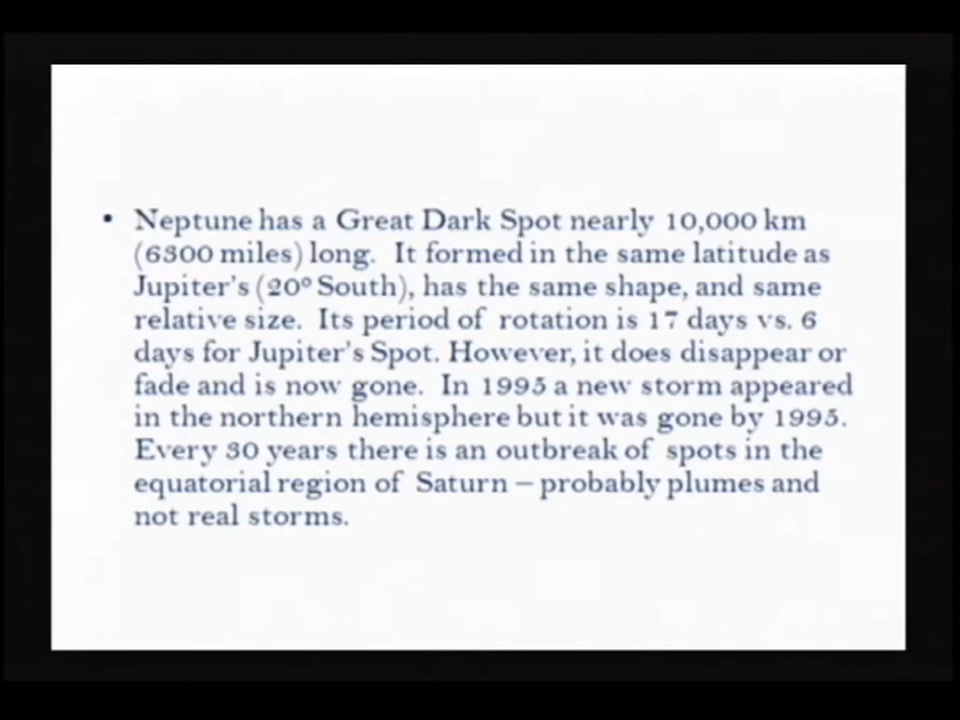 • Neptune has a Great Dark Spot nearly 10,000 km
(6300 miles) long. It formed in the same latitude as
Jupiter's (20° South), has the same shape, and same
relative size. Its period of rotation is 17 days vs. 6
days for Jupiter's Spot. However, it does disappear or
fade and is now gone. In 1995 a new storm appeared
in the northern hemisphere but it was gone by 1995.
Every 30 years there is an outbreak of spots in the
equatorial region of Saturn – probably plumes and
not real storms.